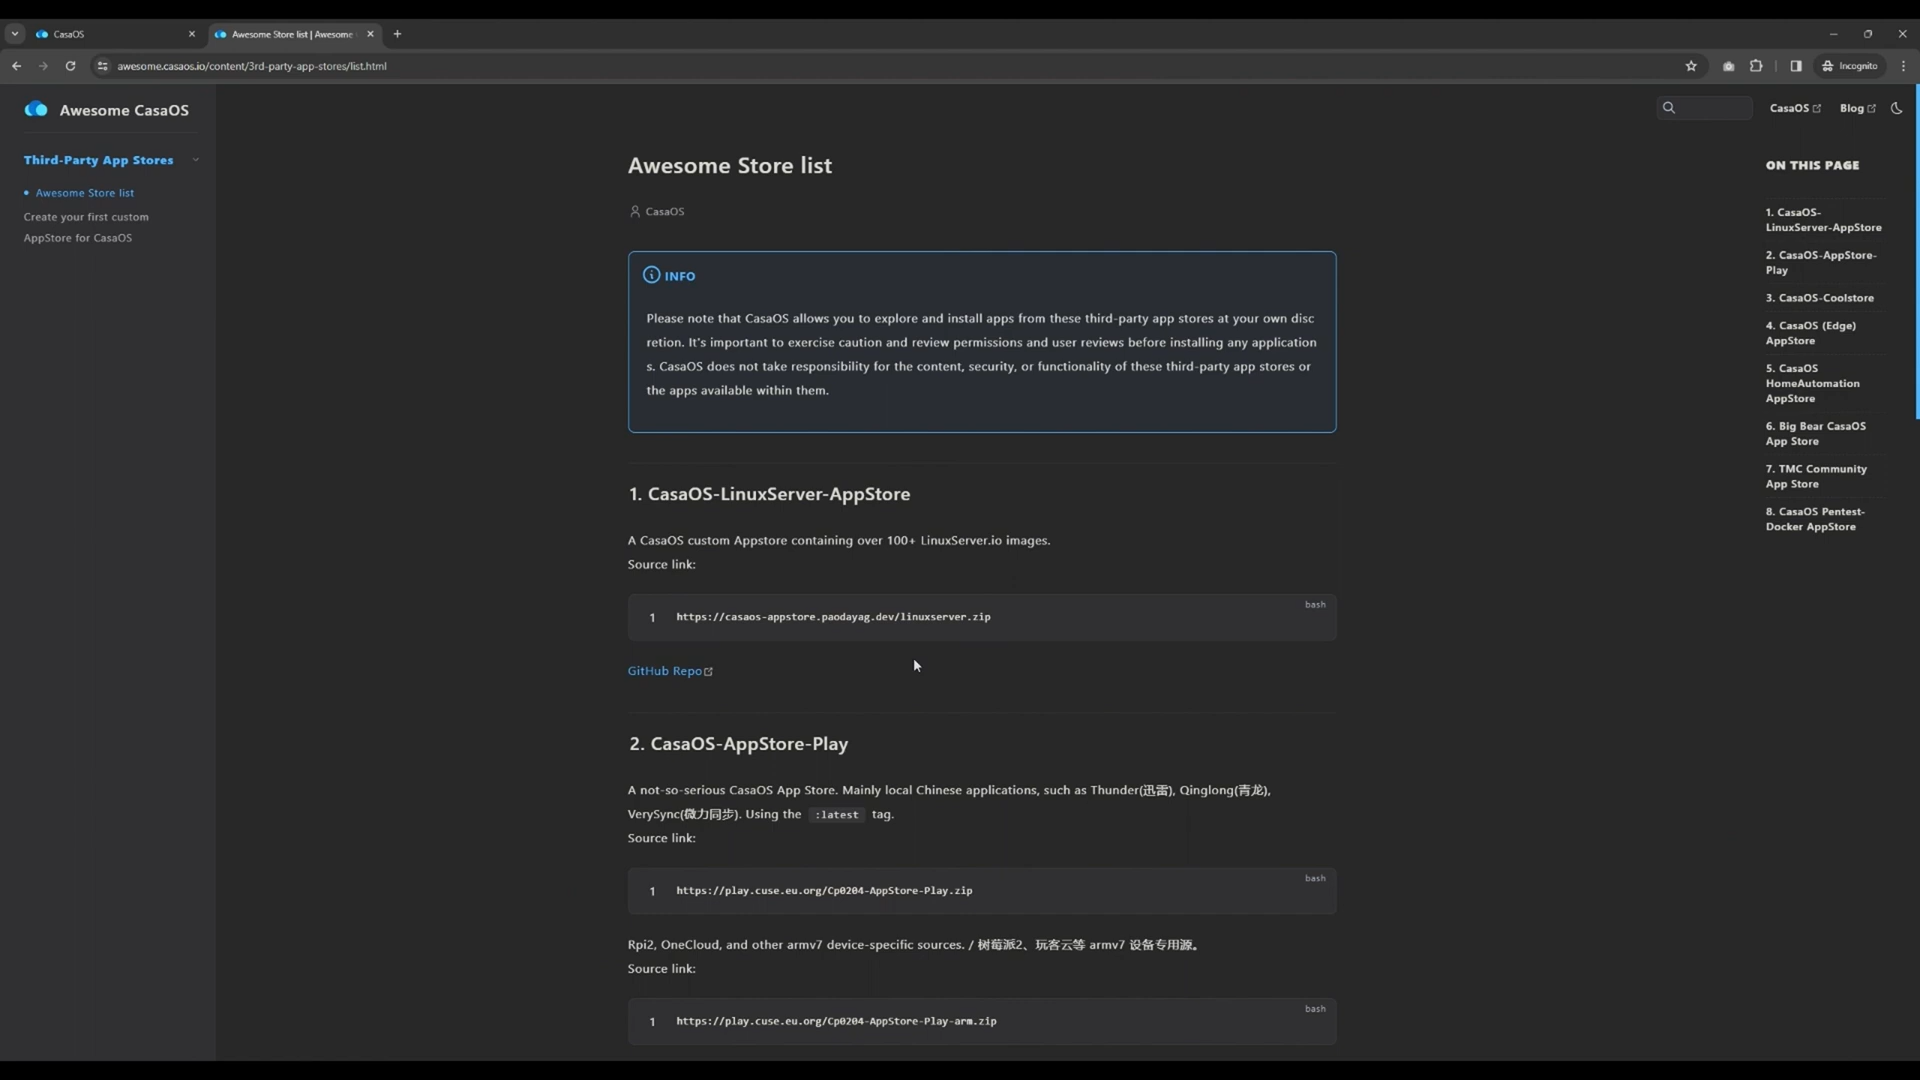 CasaOS
Awesome Store list | Awesome
awesome.casaos.io/content/3rd-party-app-stores/list.html
Incognito
Awesome CasaOS
CasaOS
Blog
Third-Party App Stores
Awesome Store list
Create your first custom
AppStore for CasaOS
Awesome Store list
CasaOS
INFO
Please note that CasaOS allows you to explore and install apps from these third-party app stores at your own disc
retion. It's important to exercise caution and review permissions and user reviews before installing any application
s. CasaOS does not take responsibility for the content, security, or functionality of these third-party app stores or
the apps available within them.
1. CasaOS-LinuxServer-AppStore
A CasaOS custom Appstore containing over 100+ LinuxServer.io images.
Source link:
bash
1 https://casaos-appstore.paodayag.dev/linuxserver.zip
GitHub Repo
2. CasaOS-AppStore-Play
A not-so-serious CasaOS App Store. Mainly local Chinese applications, such as Thunder(迅雷), Qinglong(青龙),
VerySync(微力同步). Using the :latest tag.
Source link:
bash
1 https://play.cuse.eu.org/Cp0204-AppStore-Play.zip
Rpi2, OneCloud, and other armv7 device-specific sources. / 树莓派2、玩客云等 armv7 设备专用源。
Source link:
bash
1 https://play.cuse.eu.org/Cp0204-AppStore-Play-arm.zip
ON THIS PAGE
1. CasaOS-
LinuxServer-AppStore
2. CasaOS-AppStore-
Play
3. CasaOS-Coolstore
4. CasaOS (Edge)
AppStore
5. CasaOS
HomeAutomation
AppStore
6. Big Bear CasaOS
App Store
7. TMC Community
App Store
8. CasaOS Pentest-
Docker AppStore